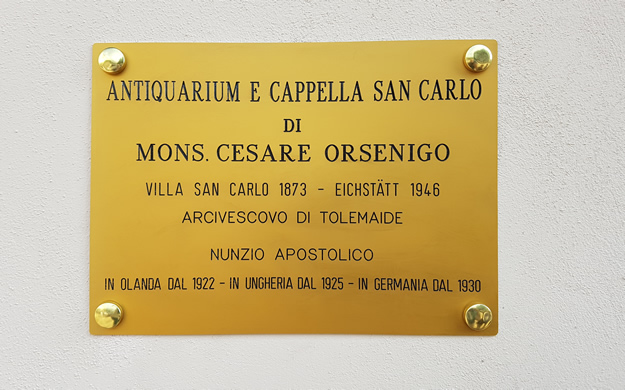 ANTIQUARIUM E CAPPELLA SAN CARLO
DI
MONS. CESARE ORSENIGO
VILLA SAN CARLO 1873 - EICHSTÄTT 1946
ARCIVESCOVO DI TOLEMAIDE
NUNZIO APOSTOLICO
IN OLANDA DAL 1922 - IN UNGHERIA DAL 1925 - IN GERMANIA DAL 1930